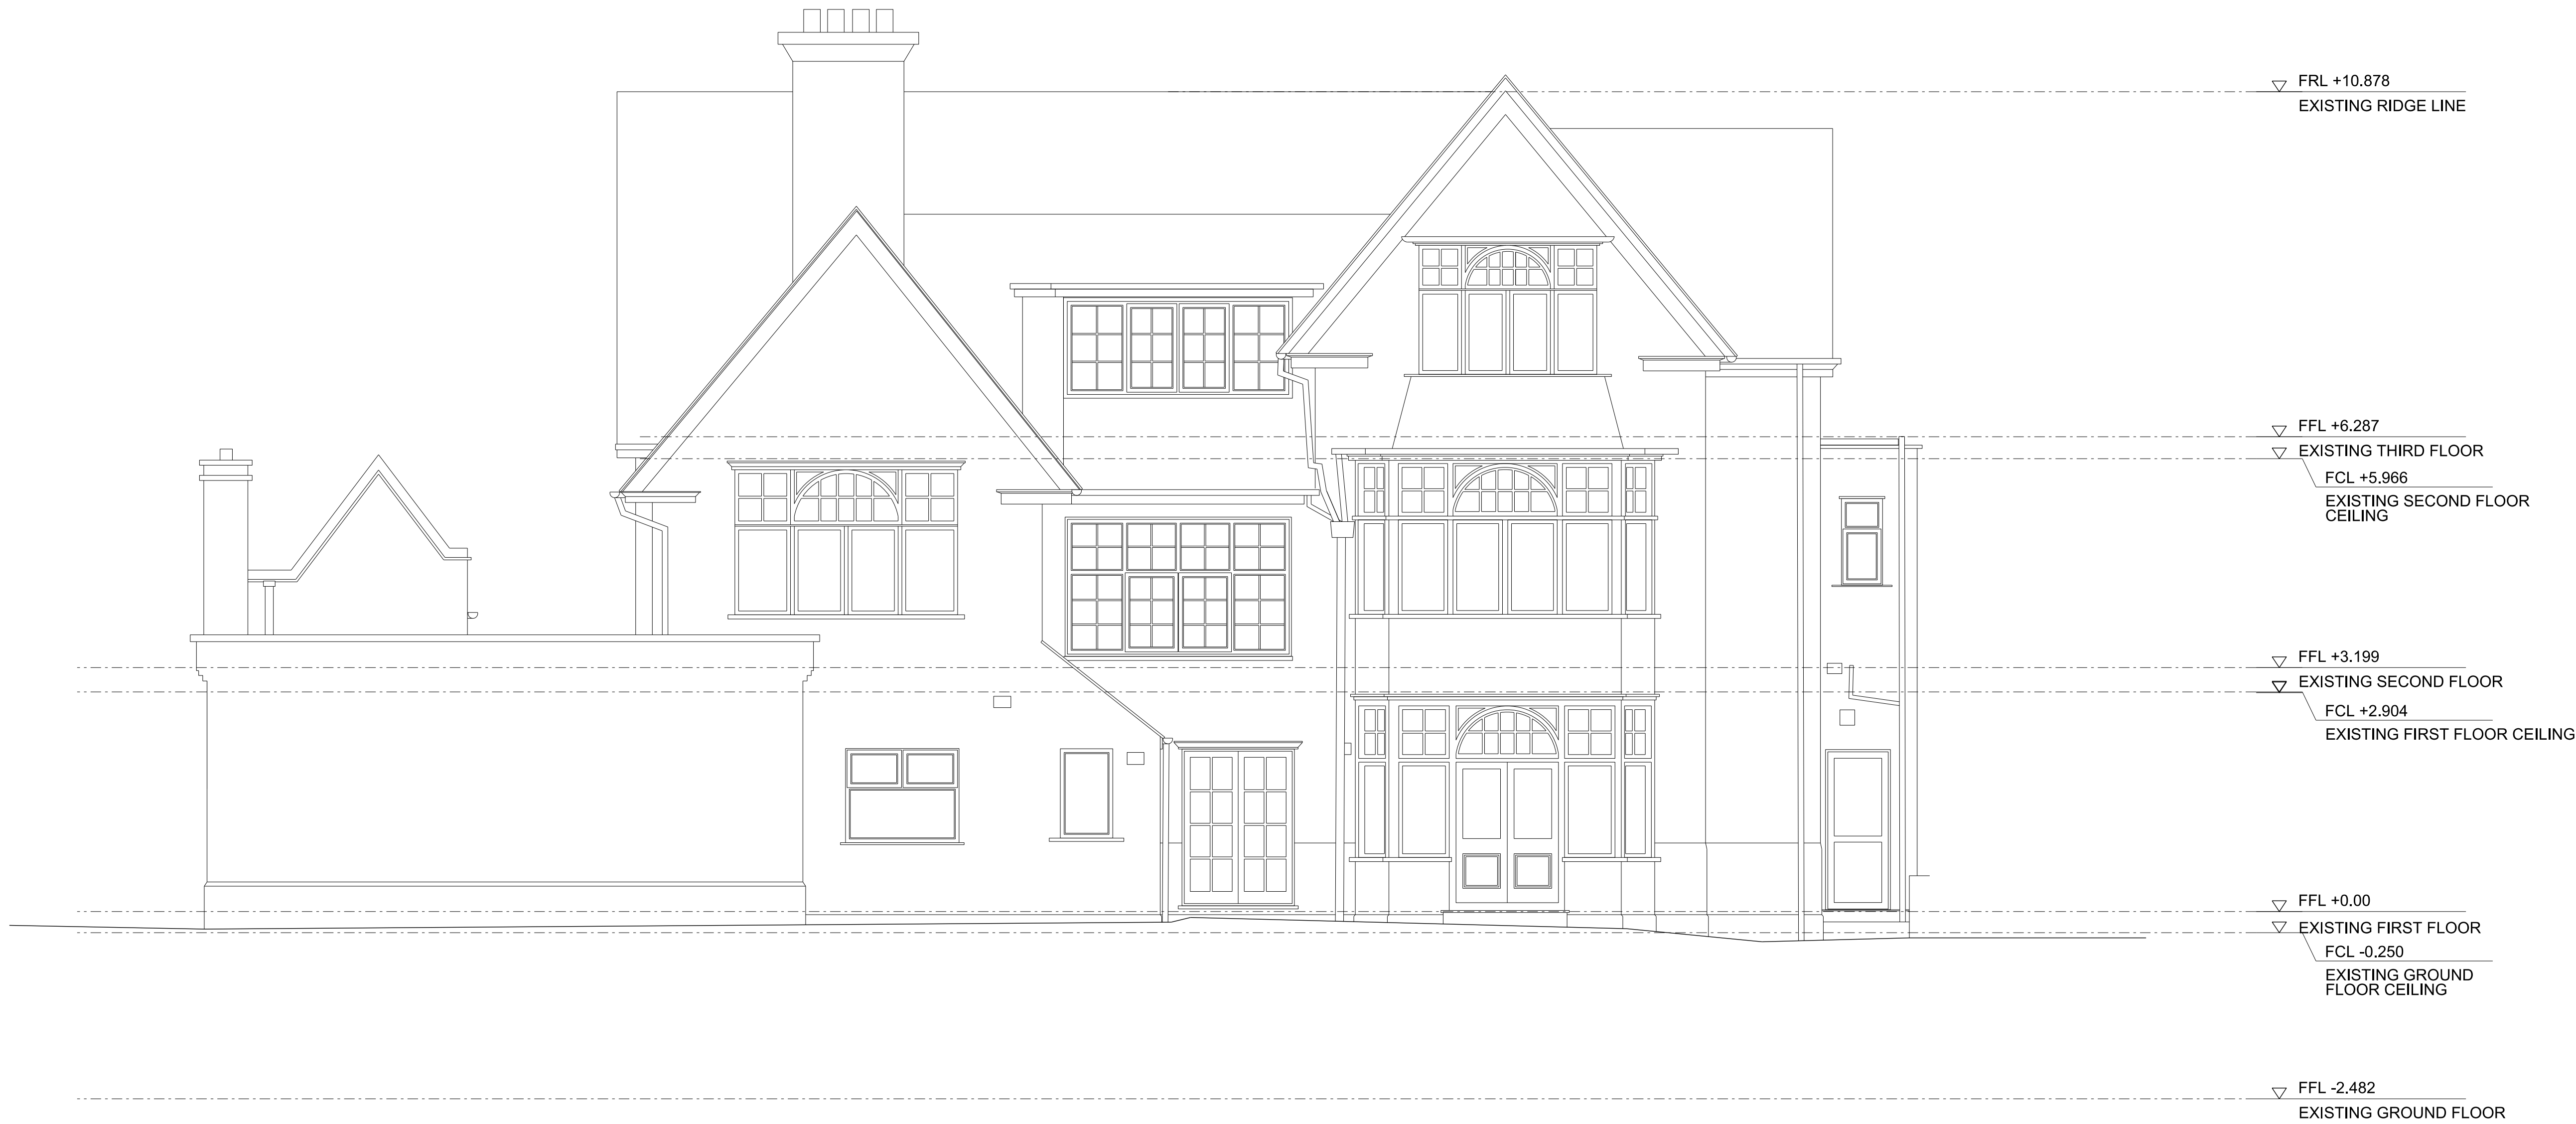 FRL +10.878
EXISTING RIDGE LINE
FFL +6.287
EXISTING THIRD FLOOR
FCL +5.966
EXISTING SECOND FLOOR
CEILING
FFL +3.199
EXISTING SECOND FLOOR
FCL +2.904
EXISTING FIRST FLOOR CEILING
FFL +0.00
EXISTING FIRST FLOOR
FCL -0.250
EXISTING GROUND
FLOOR CEILING
FFL -2.482
EXISTING GROUND FLOOR